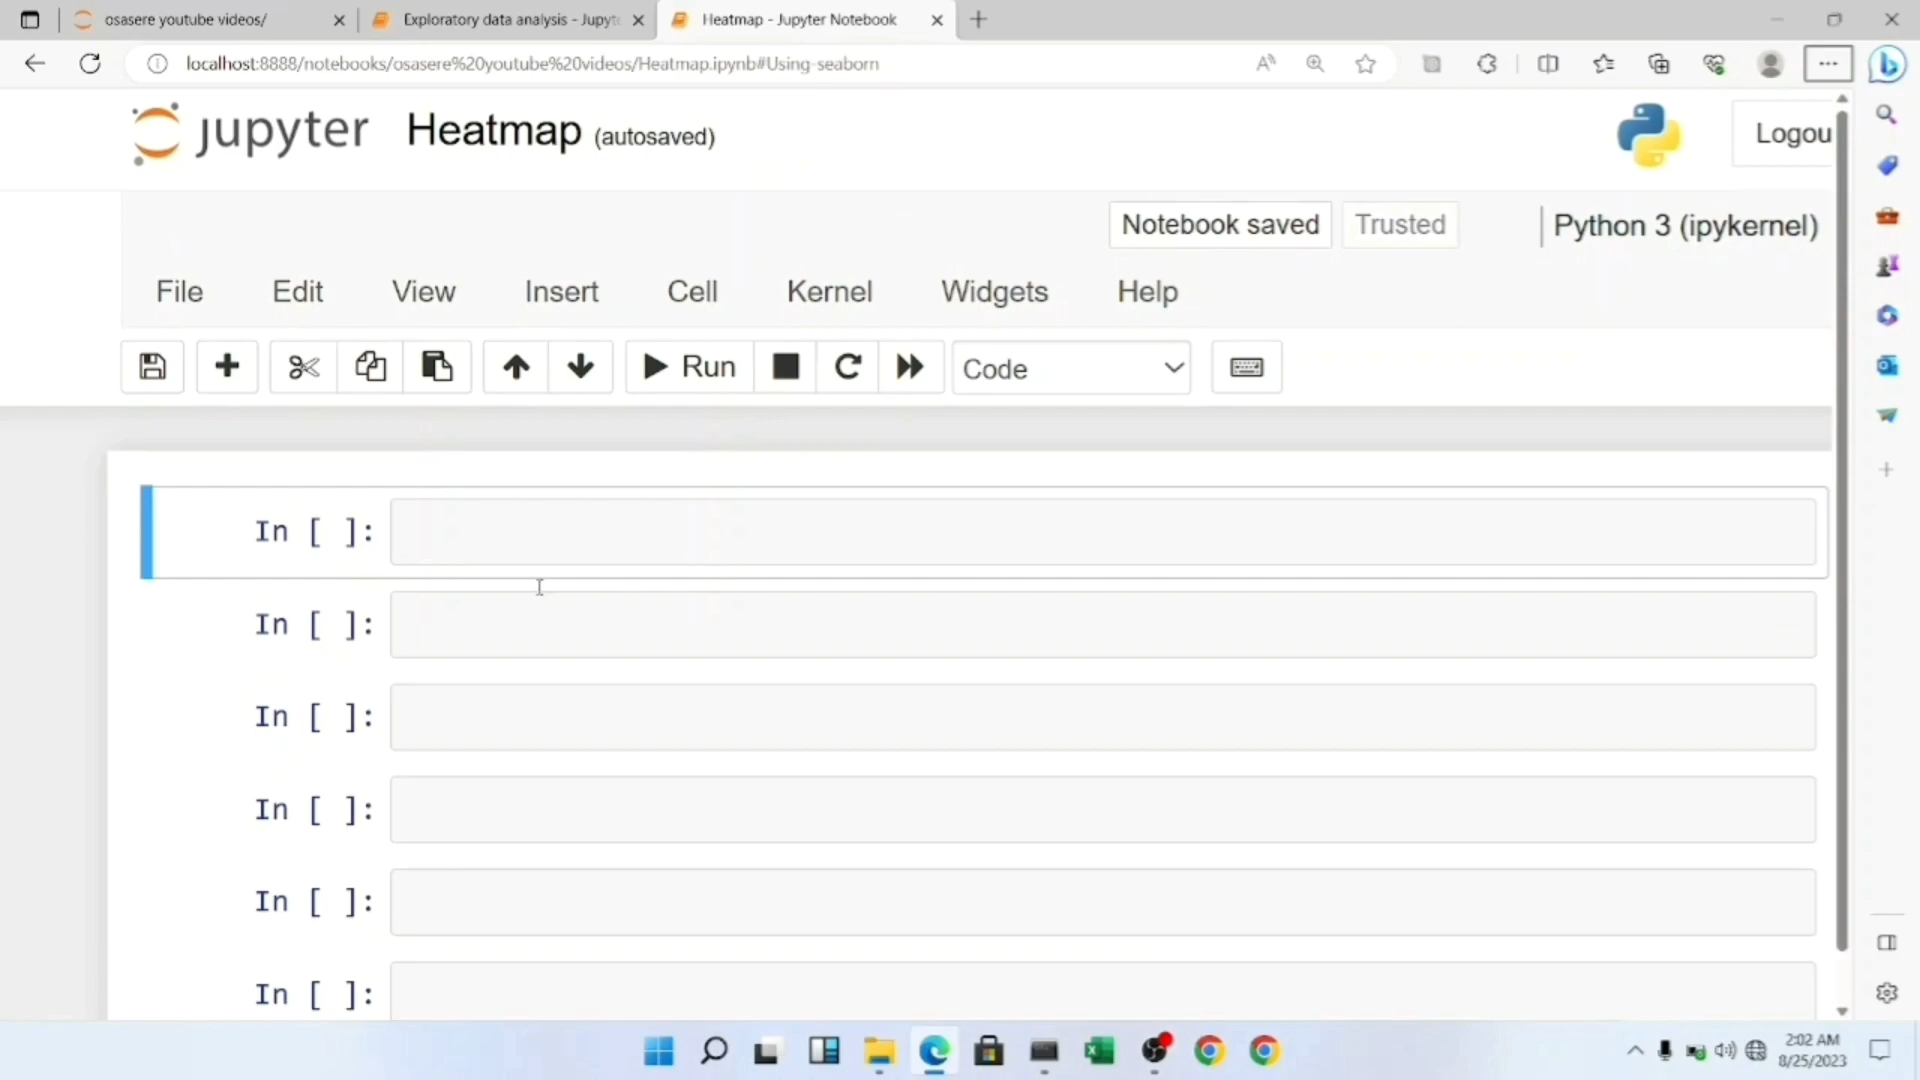 osasere youtube videos/
Exploratory data analysis - Jupyt
Heatmap - Jupyter Notebook
localhost:8888/notebooks/osasere%20youtube%20videos/Heatmap.ipynb#Using-seaborn
jupyter Heatmap (autosaved)
Logou
Notebook saved Trusted Python 3 (ipykernel)
File Edit View Insert Cell Kernel Widgets Help
Run Code
In [ ]:
In [ ]:
In [ ]:
In [ ]:
In [ ]:
In [ ]:
2:02 AM
8/25/2023